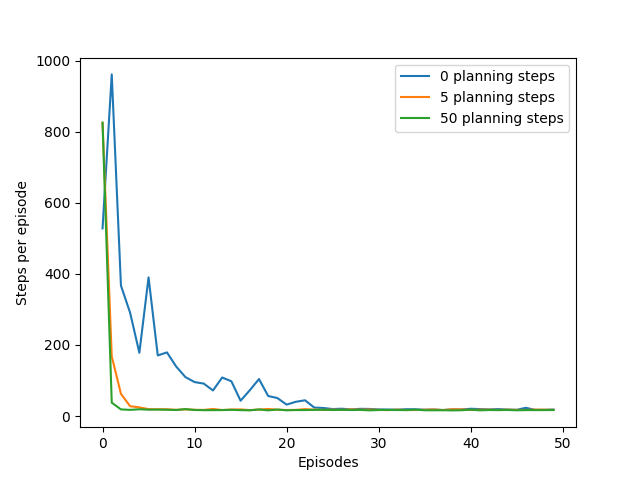 1000
800
600
400
200
0
Steps per episode
0 planning steps
5 planning steps
50 planning steps
0 10 20 30 40 50
Episodes